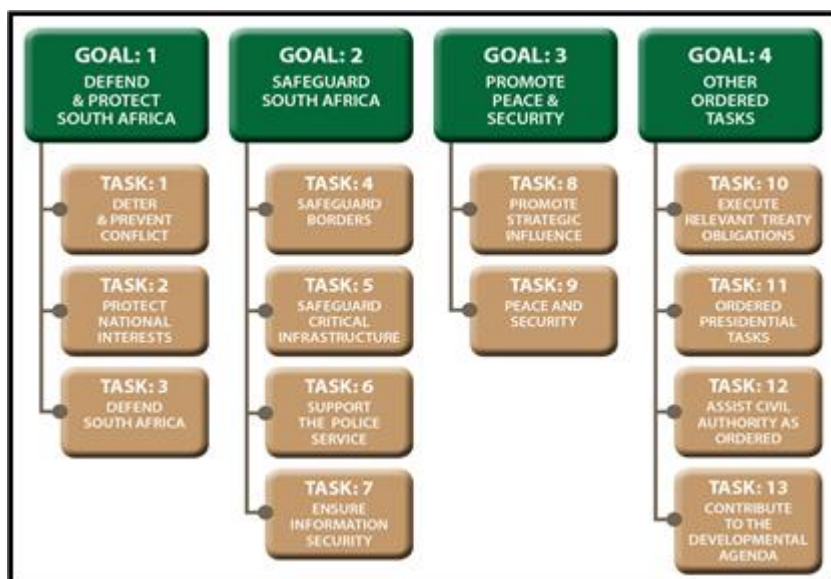 GOAL: 1
DEFEND
& PROTECT
SOUTH AFRICA
TASK: 1
DETER
& PREVENT
CONFLICT
TASK: 2
PROTECT
NATIONAL
INTERESTS
TASK: 3
DEFEND
SOUTH AFRICA
GOAL: 2
SAFEGUARD
SOUTH AFRICA
TASK: 4
SAFEGUARD
BORDERS
TASK: 5
SAFEGUARD
CRITICAL
INFRASTRUCTURE
TASK: 6
SUPPORT
THE POLICE
SERVICE
TASK: 7
ENSURE
INFORMATION
SECURITY
GOAL: 3
PROMOTE
PEACE &
SECURITY
TASK: 8
PROMOTE
STRATEGIC
INFLUENCE
TASK: 9
PEACE AND
SECURITY
GOAL: 4
OTHER
ORDERED
TASKS
TASK: 10
EXECUTE
RELEVANT TREATY
OBLIGATIONS
TASK: 11
ORDERED
PRESIDENTIAL
TASKS
TASK: 12
ASSIST CIVIL
AUTHORITY AS
ORDERED
TASK: 13
CONTRIBUTE
TO THE
DEVELOPMENTAL
AGENDA